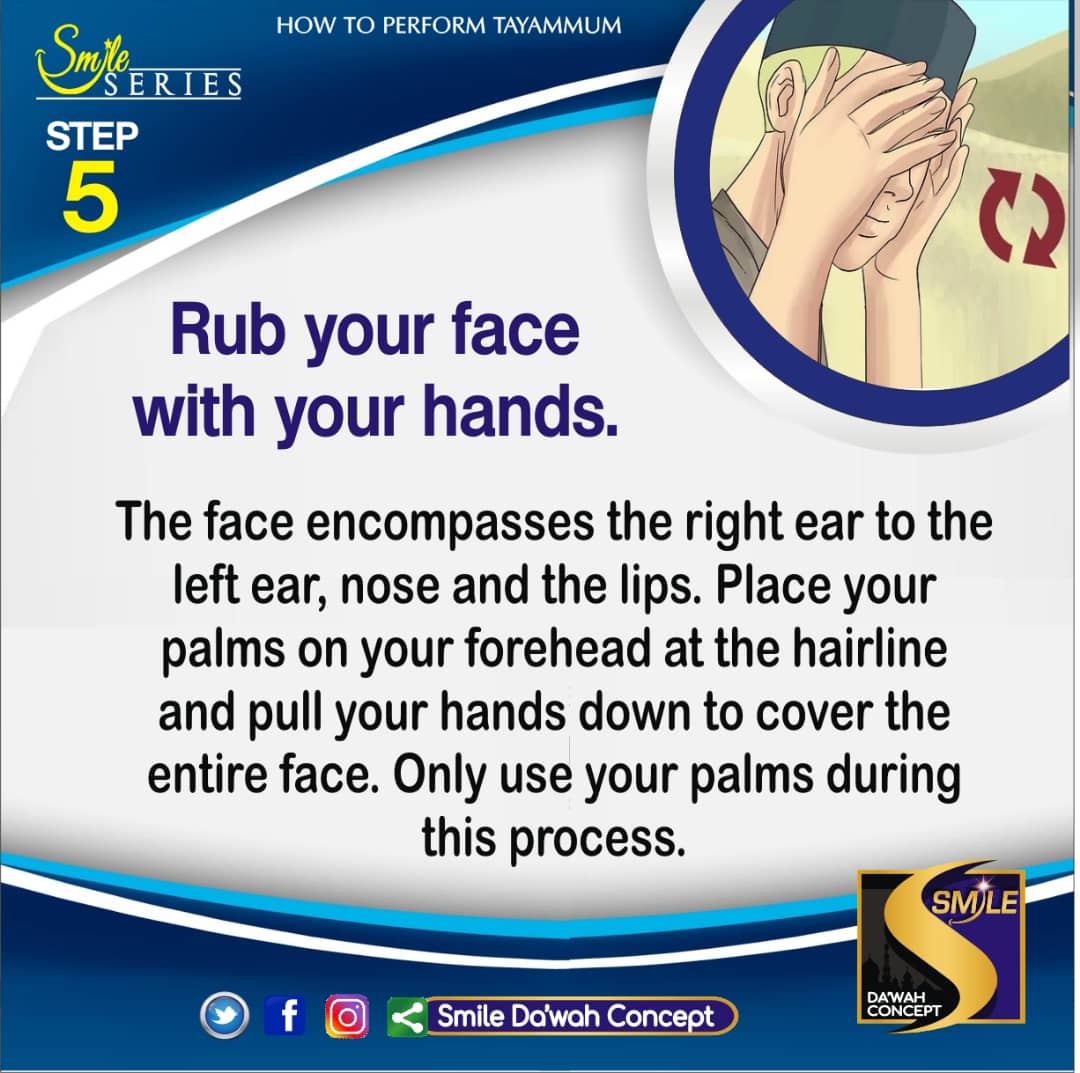 HOW TO PERFORM TAYAMMUM
Smile
SERIES
STEP
5
Rub your face
with your hands.
The face encompasses the right ear to the
left ear, nose and the lips. Place your
palms on your forehead at the hairline
and pull your hands down to cover the
entire face. Only use your palms during
this process.
SMILE
DA'WAH
CONCEPT
Smile Da'wah Concept